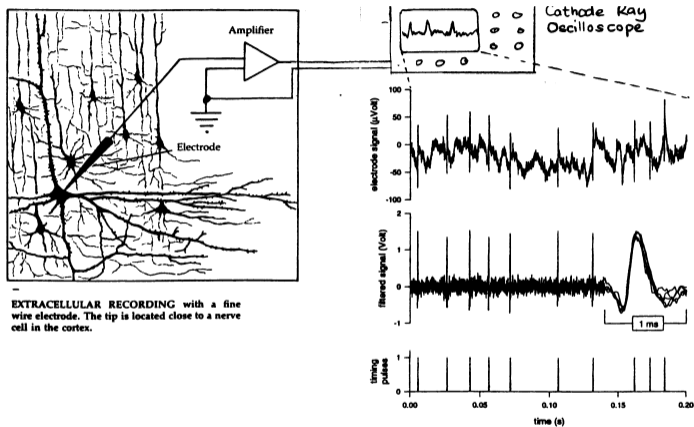 Amplifier
Electrode
EXTRACELLULAR RECORDING with a fine
wire electrode. The tip is located close to a nerve
cell in the cortex.
Cathode Ray
Oscilloscope
electrode signal (µVolt)
100
50
0
-50
-100
filtered signal (Volt)
2
1
0
-1
1 ms
timing
pulses
1
0
0.00
0.05
0.10
0.15
0.20
time (s)